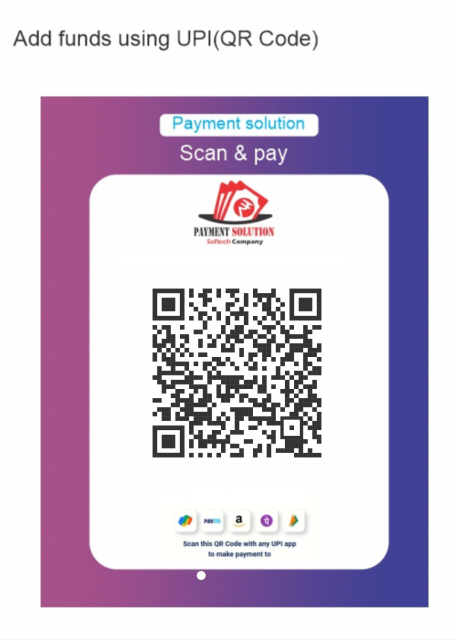 Add funds using UPI(QR Code)
Payment solution
Scan & pay
PAYMENT SOLUTION
Softech Company
Paytm
a
पे
Scan this QR Code with any UPI app
to make payment to